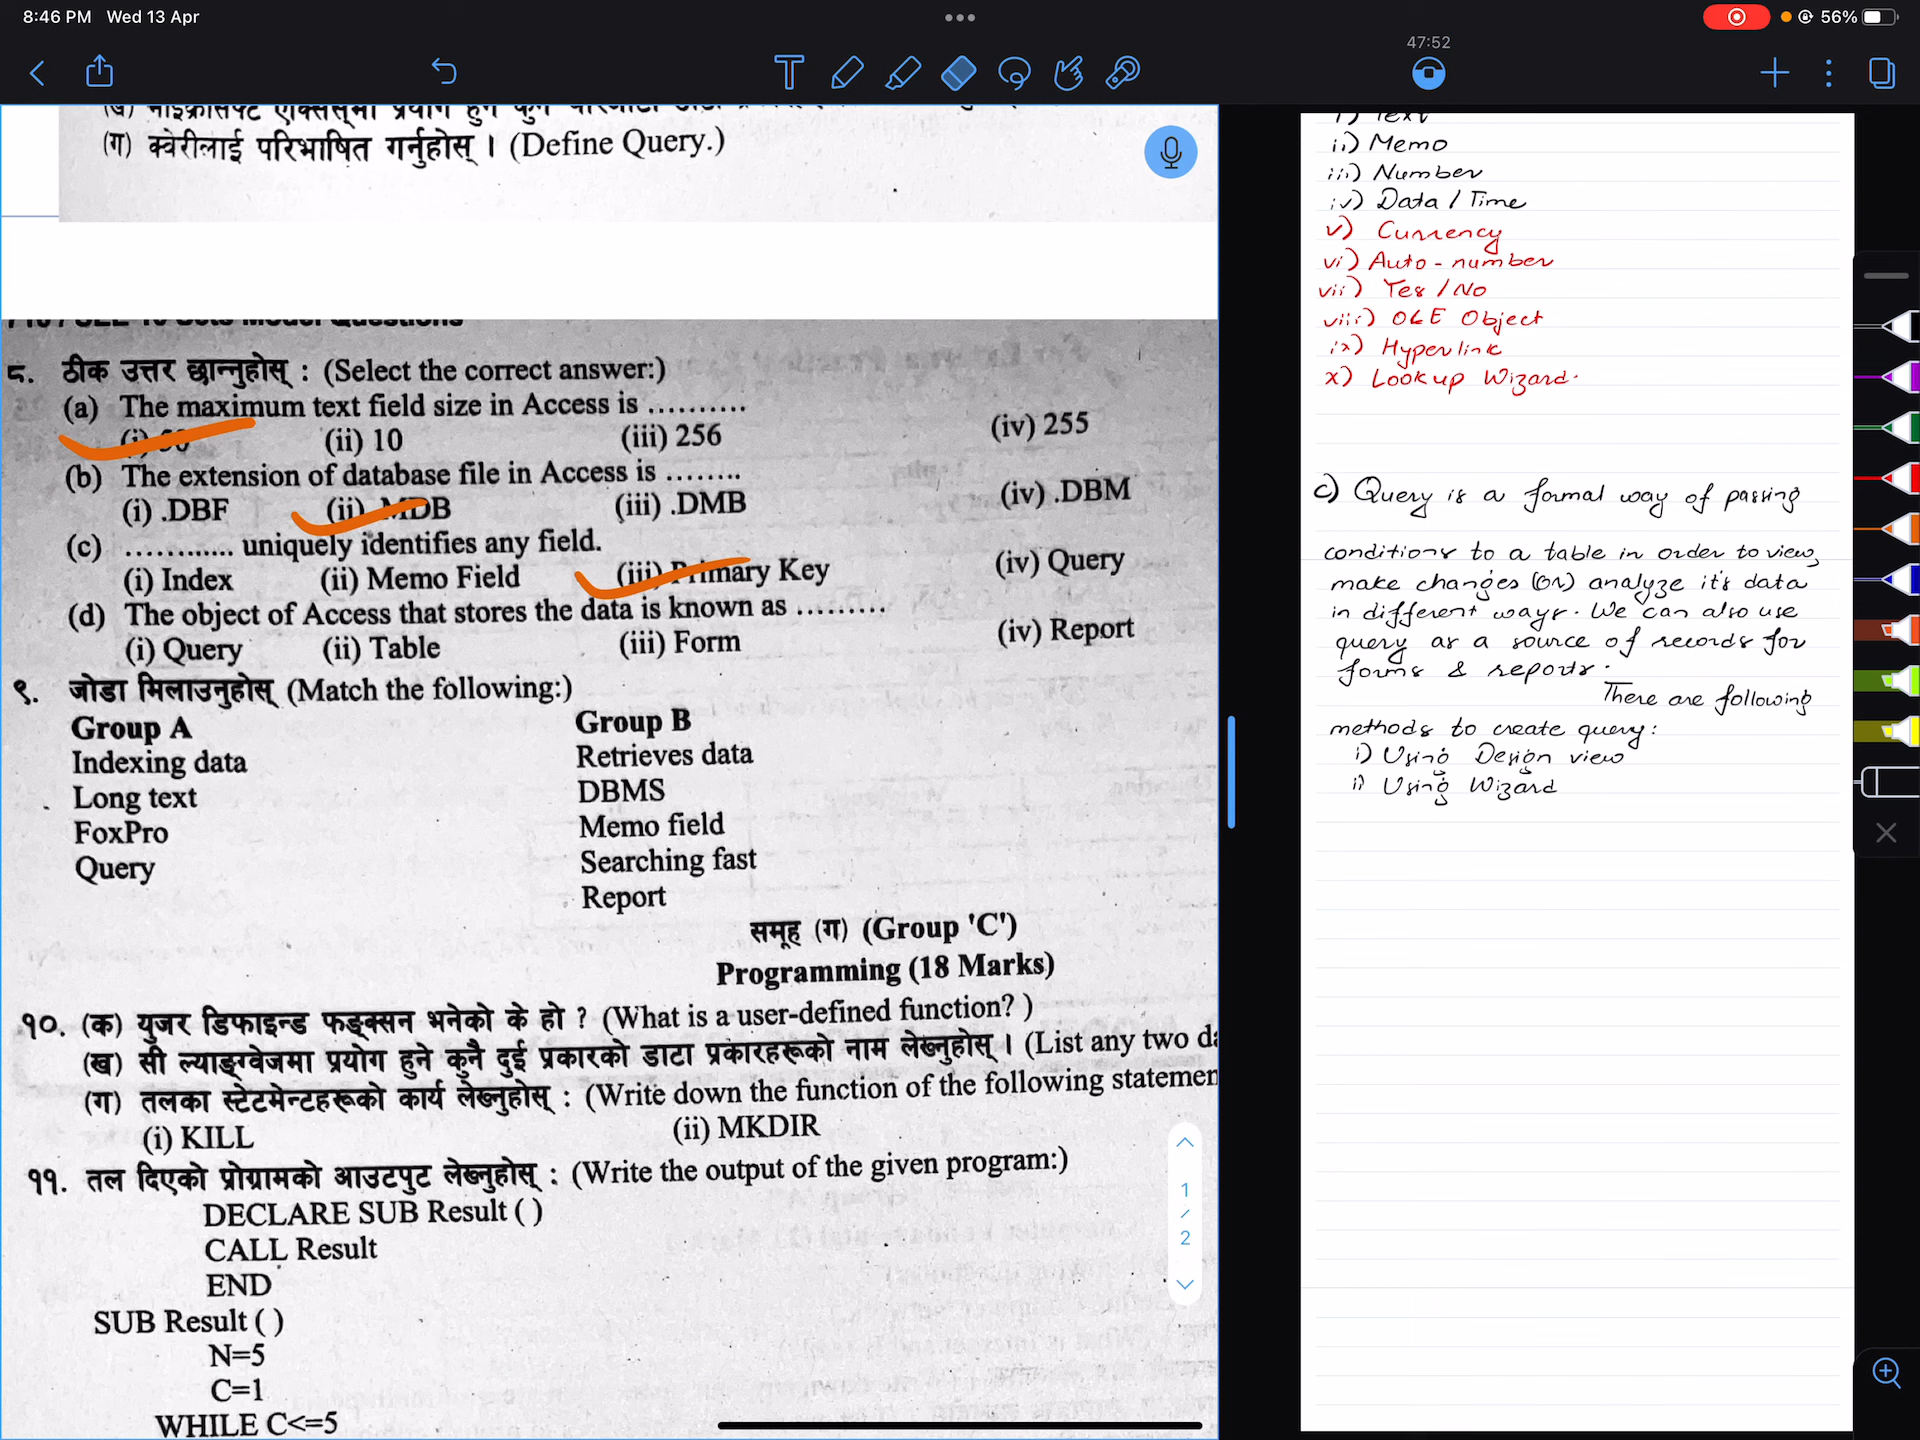 8:46 PM Wed 13 Apr
56%
47:52
(ग) क्वेरीलाई परिभाषित गर्नुहोस् । (Define Query.)
८. ठीक उत्तर छान्नुहोस् : (Select the correct answer:)
(a) The maximum text field size in Access is ..........
(i) 50 (ii) 10 (iii) 256 (iv) 255
(b) The extension of database file in Access is ........
(i) .DBF (ii) .MDB (iii) .DMB (iv) .DBM
(c) ............ uniquely identifies any field.
(i) Index (ii) Memo Field (iii) Primary Key (iv) Query
(d) The object of Access that stores the data is known as .........
(i) Query (ii) Table (iii) Form (iv) Report
९. जोडा मिलाउनुहोस् (Match the following:)
Group A Group B
Indexing data Retrieves data
Long text DBMS
FoxPro Memo field
Query Searching fast
Report
समूह (ग) (Group 'C')
Programming (18 Marks)
१०. (क) युजर डिफाइन्ड फङ्क्सन भनेको के हो ? (What is a user-defined function? )
(ख) सी ल्याङ्ग्वेजमा प्रयोग हुने कुनै दुई प्रकारको डाटा प्रकारहरूको नाम लेख्नुहोस् । (List any two
(ग) तलका स्टेटमेन्टहरूको कार्य लेख्नुहोस् : (Write down the function of the following
(i) KILL (ii) MKDIR
११. तल दिएको प्रोग्रामको आउटपुट लेख्नुहोस् : (Write the output of the given program:)
DECLARE SUB Result ( )
CALL Result
END
SUB Result ( )
N=5
C=1
WHILE C<=5
1
/
2
i) Text
ii) Memo
iii) Number
iv) Data / Time
v) Currency
vi) Auto - number
vii) Yes / No
viii) OLE Object
ix) Hyperlink
x) Lookup Wizard.
c) Query is a formal way of passing
conditions to a table in order to view,
make changes (or) analyze it's data
in different ways. We can also use
query as a source of records for
forms & reports.
There are following
methods to create query:
i) Using Design view
ii) Using Wizard